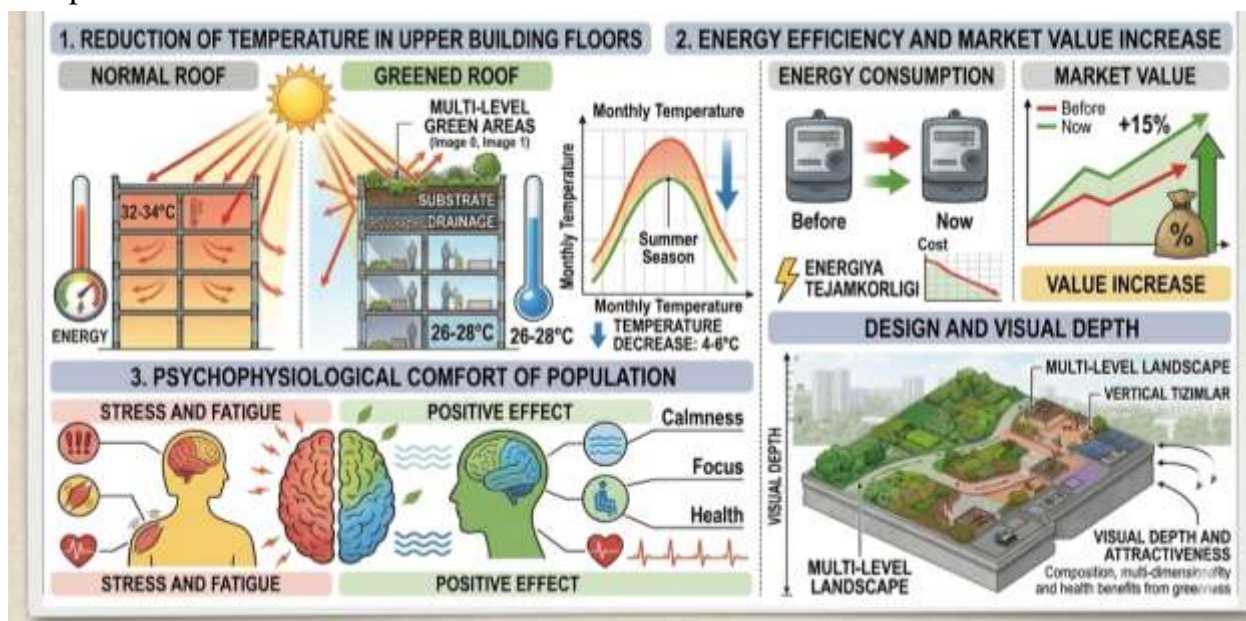 1. REDUCTION OF TEMPERATURE IN UPPER BUILDING FLOORS
NORMAL ROOF
GREENED ROOF
MULTI-LEVEL
GREEN AREAS
(Image 0, Image 1)
SUBSTRATE
DRAINAGE
32-34°C
ENERGY
26-28°C
26-28°C
Monthly Temperature
Monthly Temperature
Summer
Season
Monthly Temperature
TEMPERATURE
DECREASE: 4-6°C
2. ENERGY EFFICIENCY AND MARKET VALUE INCREASE
ENERGY CONSUMPTION
Before
Now
ENERGIYA
TEJAMKORLIGI
Cost
MARKET VALUE
Before
Now
+15%
%
VALUE INCREASE
3. PSYCHOPHYSIOLOGICAL COMFORT OF POPULATION
STRESS AND FATIGUE
POSITIVE EFFECT
Calmness
Focus
Health
STRESS AND FATIGUE
POSITIVE EFFECT
DESIGN AND VISUAL DEPTH
MULTI-LEVEL LANDSCAPE
VERTICAL TIZIMLAR
VISUAL DEPTH
MULTI-LEVEL
LANDSCAPE
VISUAL DEPTH AND
ATTRACTIVENESS
Composition, multi-dimensionality
and health benefits from greenness